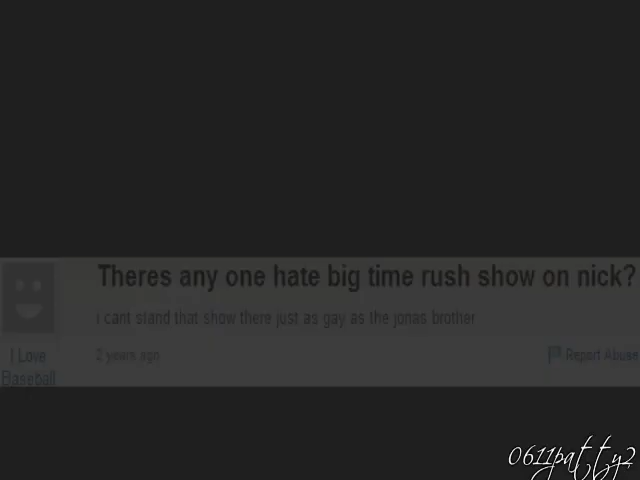 Theres any one hate big time rush show on nick?
i cant stand that show there just as gay as the jonas brother
I Love
Baseball
2 years ago
Report Abuse
0611patty2